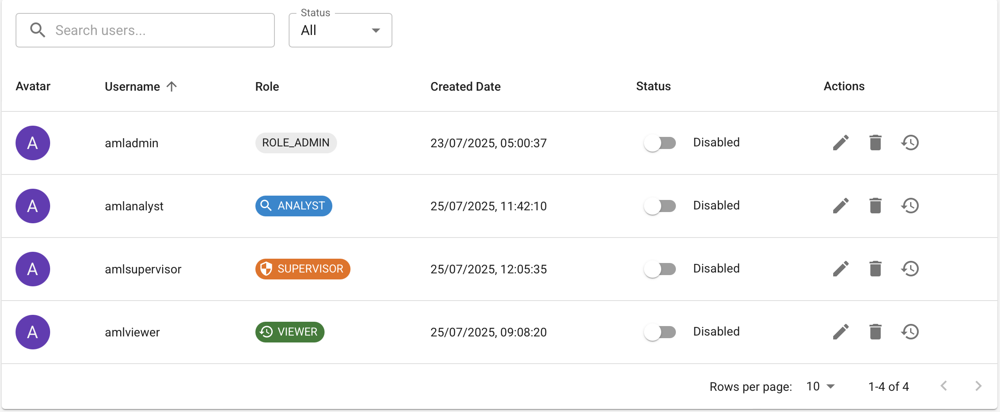 Status
Search users...
All
Avatar Username Role Created Date Status Actions
A amladmin ROLE_ADMIN 23/07/2025, 05:00:37 Disabled
A amlanalyst ANALYST 25/07/2025, 11:42:10 Disabled
A amlsupervisor SUPERVISOR 25/07/2025, 12:05:35 Disabled
A amlviewer VIEWER 25/07/2025, 09:08:20 Disabled
Rows per page: 10 1-4 of 4